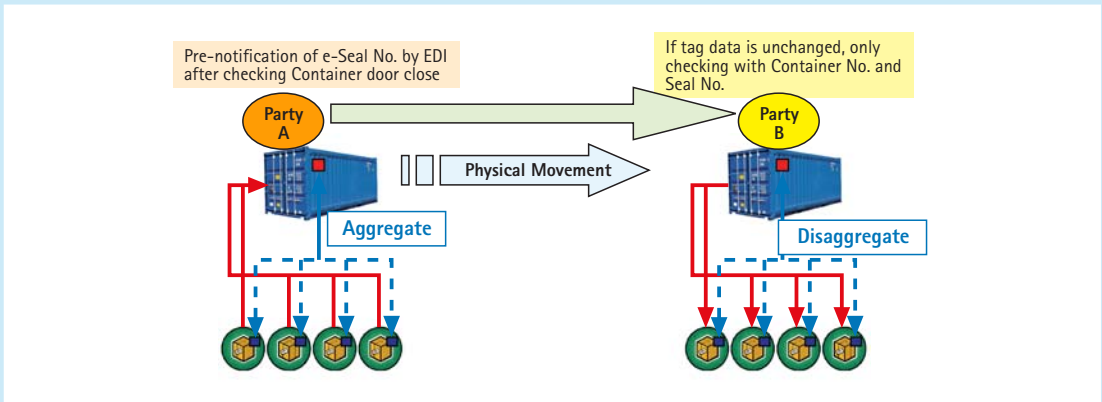 Pre-notification of e-Seal No. by EDI
after checking Container door close
If tag data is unchanged, only
checking with Container No. and
Seal No.
Party
A
Party
B
Physical Movement
Aggregate
Disaggregate